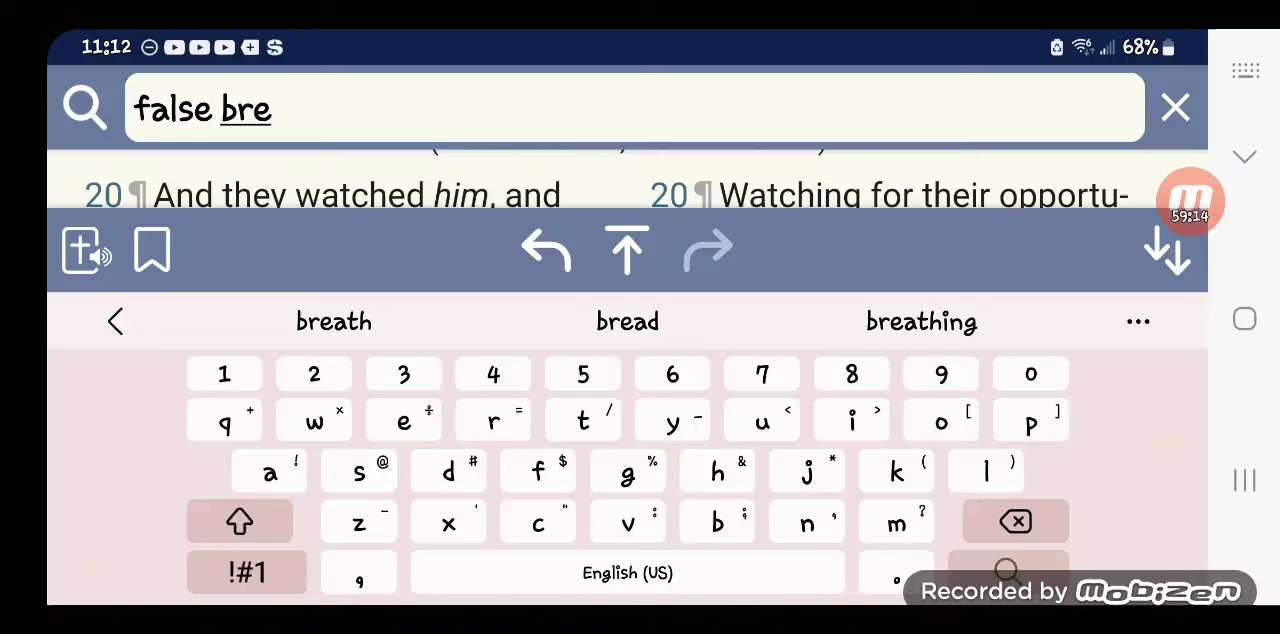 11:12 68%
false bre
20 ¶ And they watched him, and 20 ¶ Watching for their opportu-
59:14
breath bread breathing ...
1 2 3 4 5 6 7 8 9 0
q + w × e ÷ r = t / y - u < i > o [ p ]
a ! s @ d # f $ g % h & j * k ( l )
z - x ' c " v : b ; n , m ?
!#1 , English (US) .
Recorded by MOBIZEN